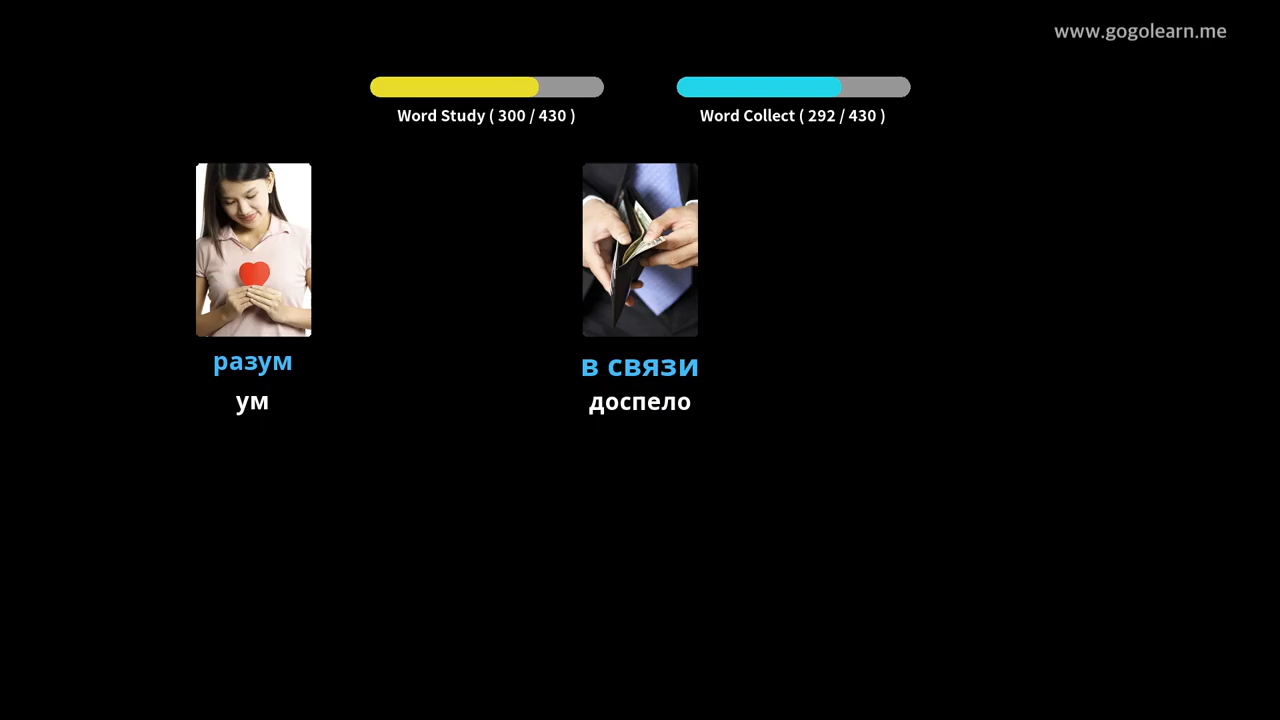 www.gogolearn.me
Word Study ( 300 / 430 )
Word Collect ( 292 / 430 )
разум
ум
в связи
доспело